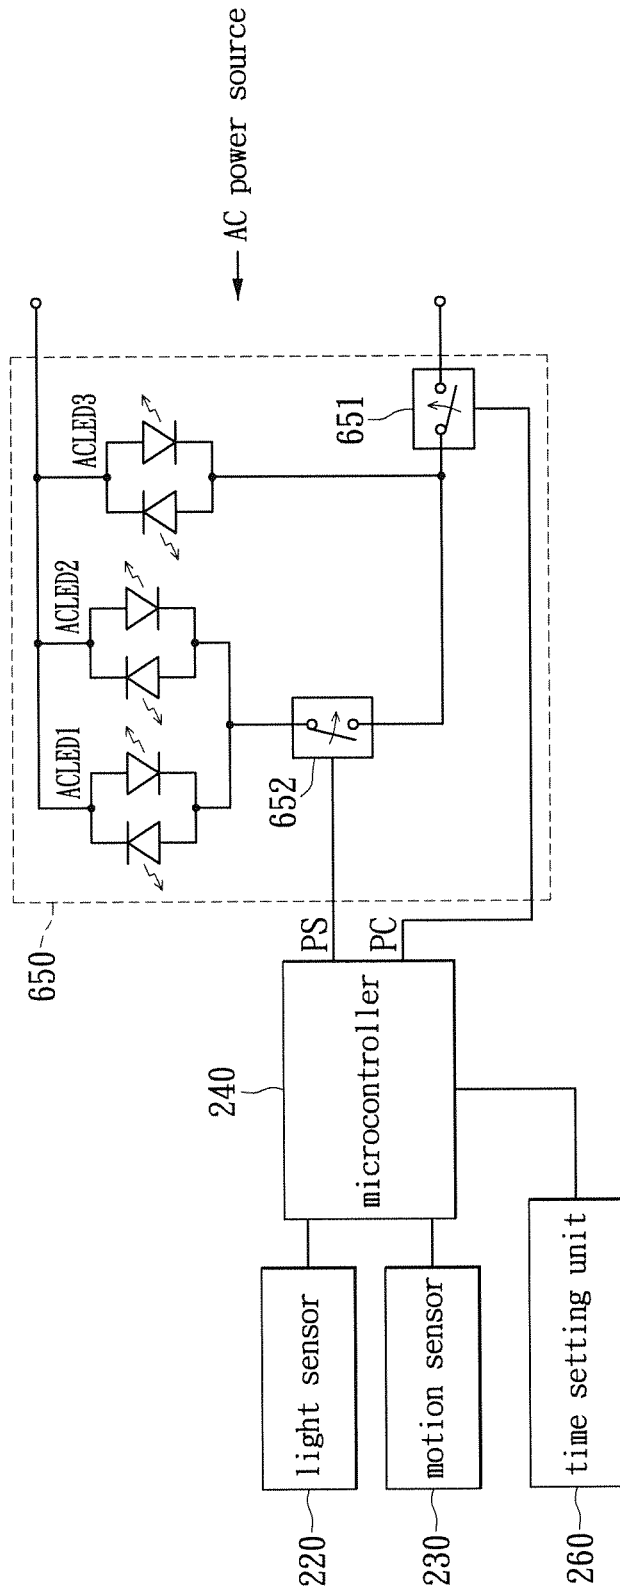 AC power source
ACLED3
ACLED2
ACLED1
651
652
650
PS
PC
240
microcontroller
220
light sensor
230
motion sensor
260
time setting unit